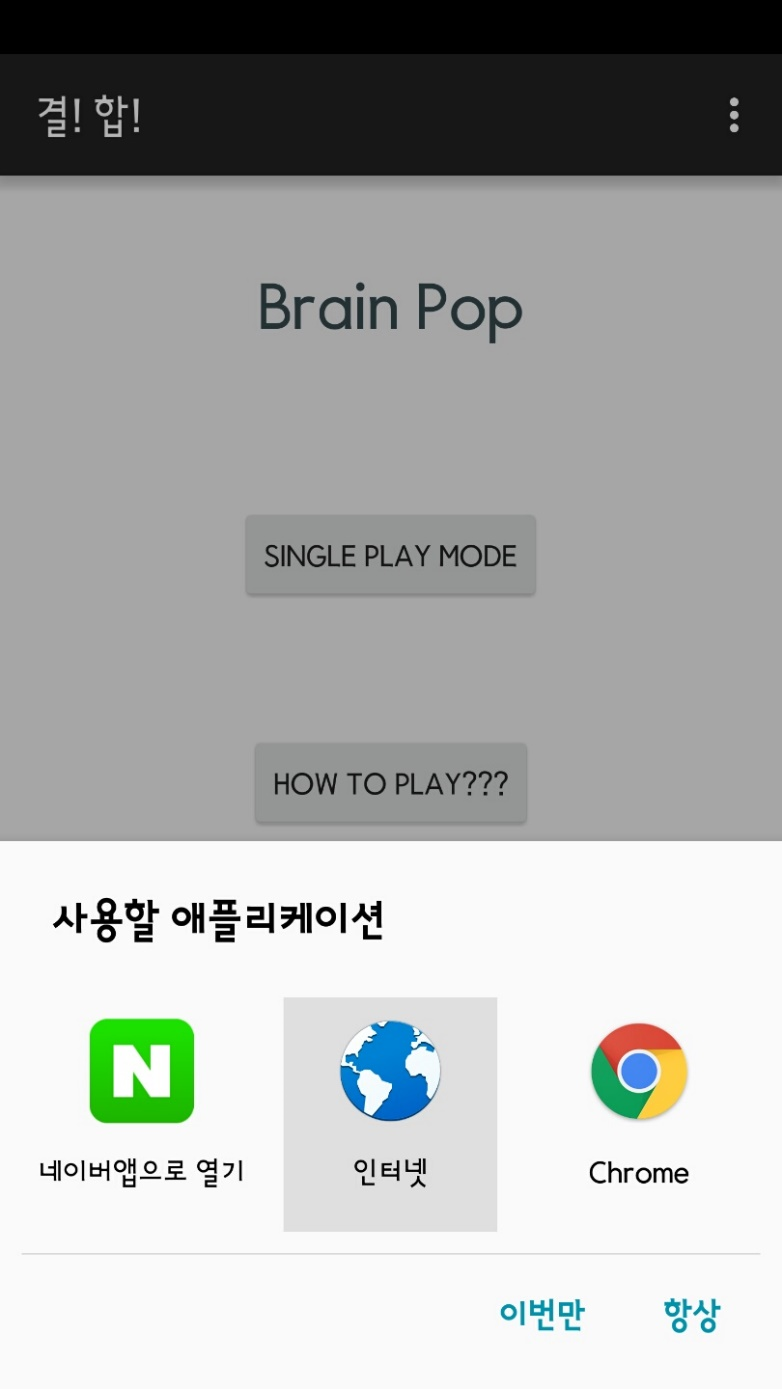 결! 합!
Brain Pop
SINGLE PLAY MODE
HOW TO PLAY???
사용할 애플리케이션
N
네이버앱으로 열기
인터넷
Chrome
이번만 항상